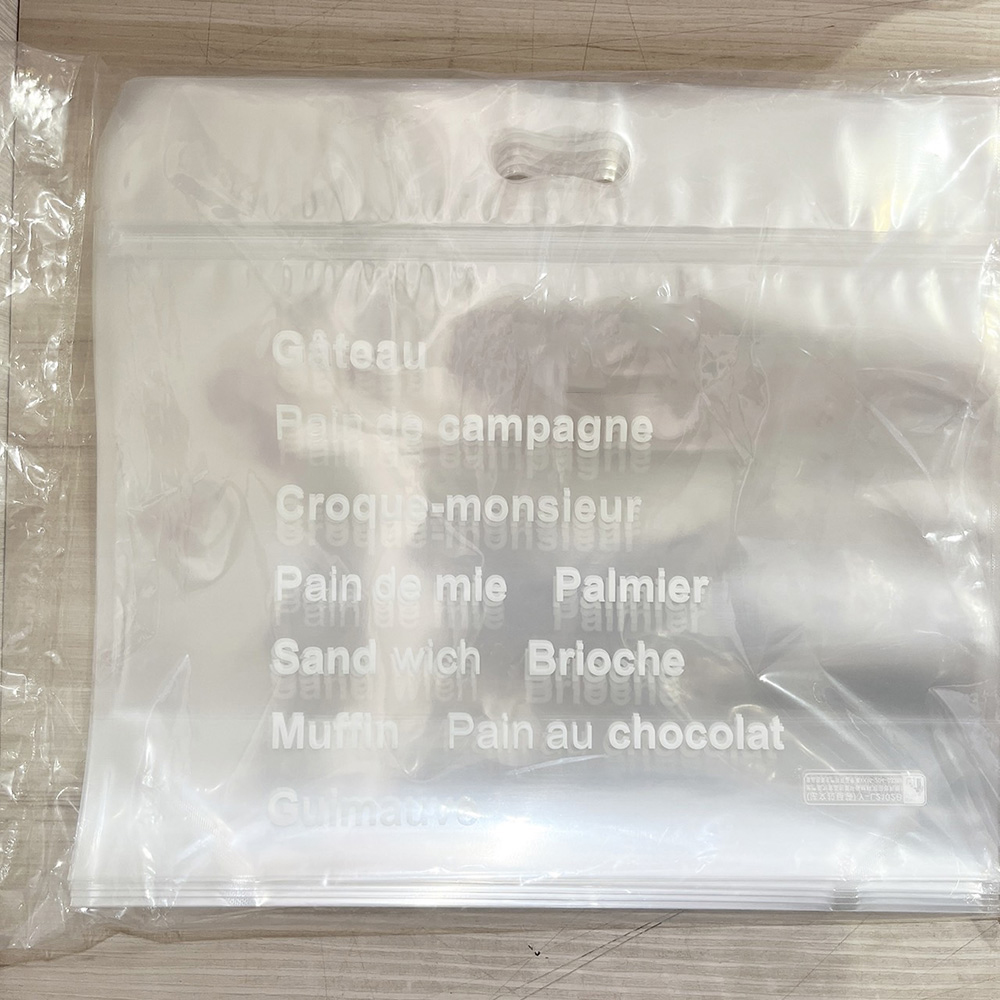 Gâteau
Pain de campagne
Croque-monsieur
Pain de mie Palmier
Sand wich Brioche
Muffin Pain au chocolat
Guimauve